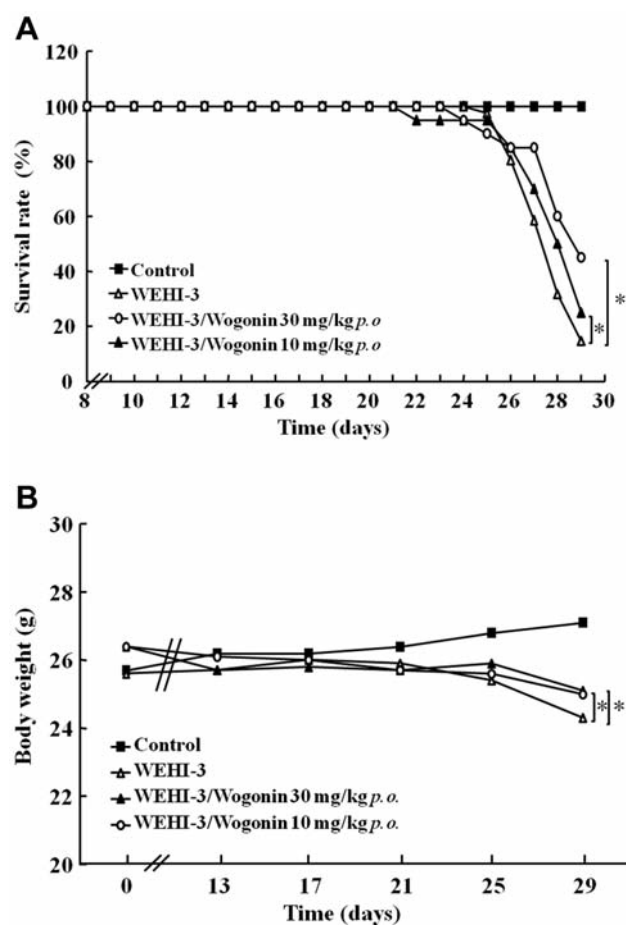 A
Survival rate (%)
120
100
80
60
40
20
0
Control
WEHI-3
WEHI-3/Wogonin 30 mg/kg p.o
WEHI-3/Wogonin 10 mg/kg p.o
*
*
8 10 12 14 16 18 20 22 24 26 28 30
Time (days)
B
Body weight (g)
30
28
26
24
22
20
Control
WEHI-3
WEHI-3/Wogonin 30 mg/kg p.o.
WEHI-3/Wogonin 10 mg/kg p.o.
* *
0 13 17 21 25 29
Time (days)